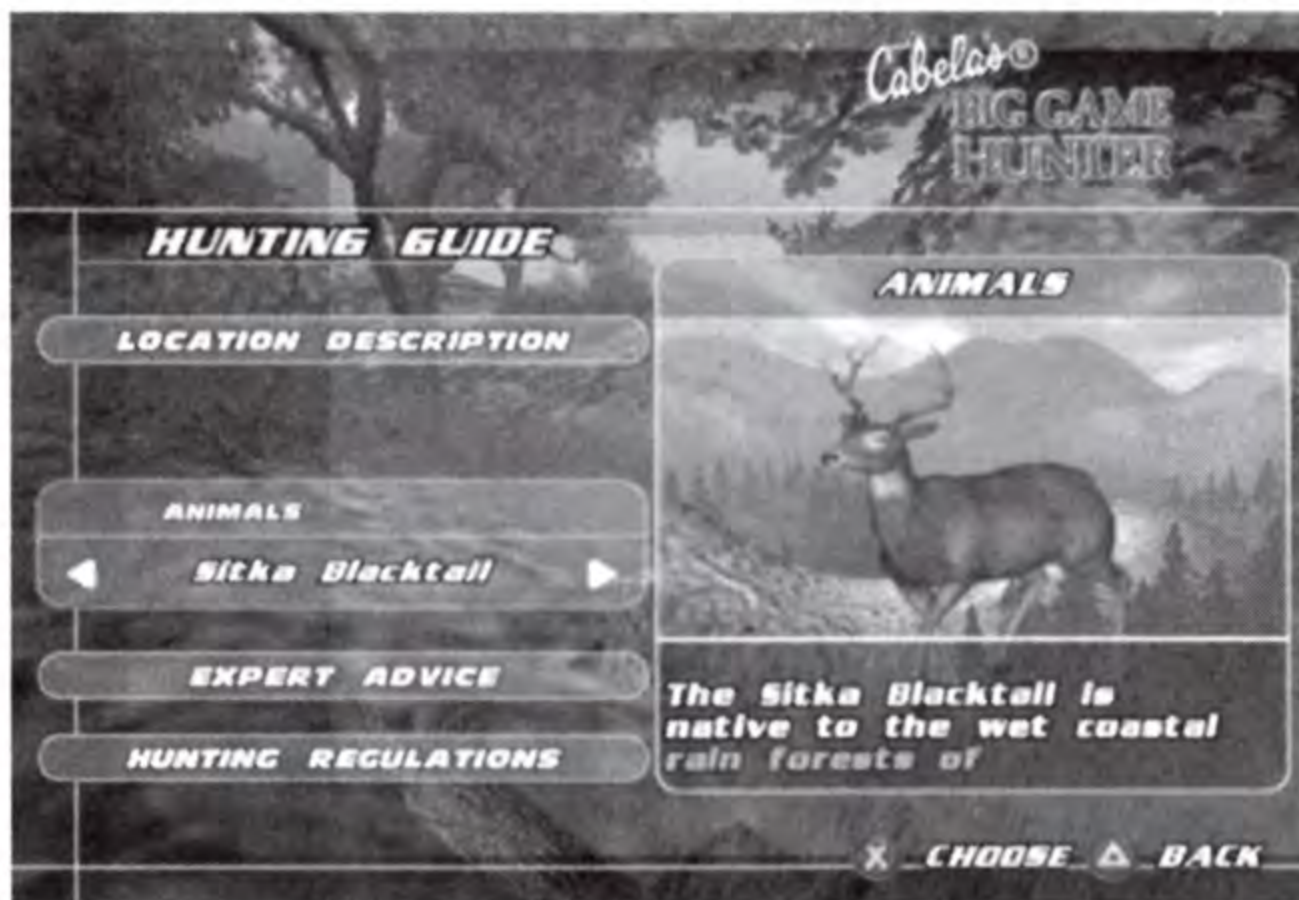 Cabela's®
BIG GAME
HUNTER
HUNTING GUIDE
LOCATION DESCRIPTION
ANIMALS
Sitka Blacktail
EXPERT ADVICE
HUNTING REGULATIONS
ANIMALS
The Sitka Blacktail is
native to the wet coastal
rain forests of
X CHOOSE △ BACK